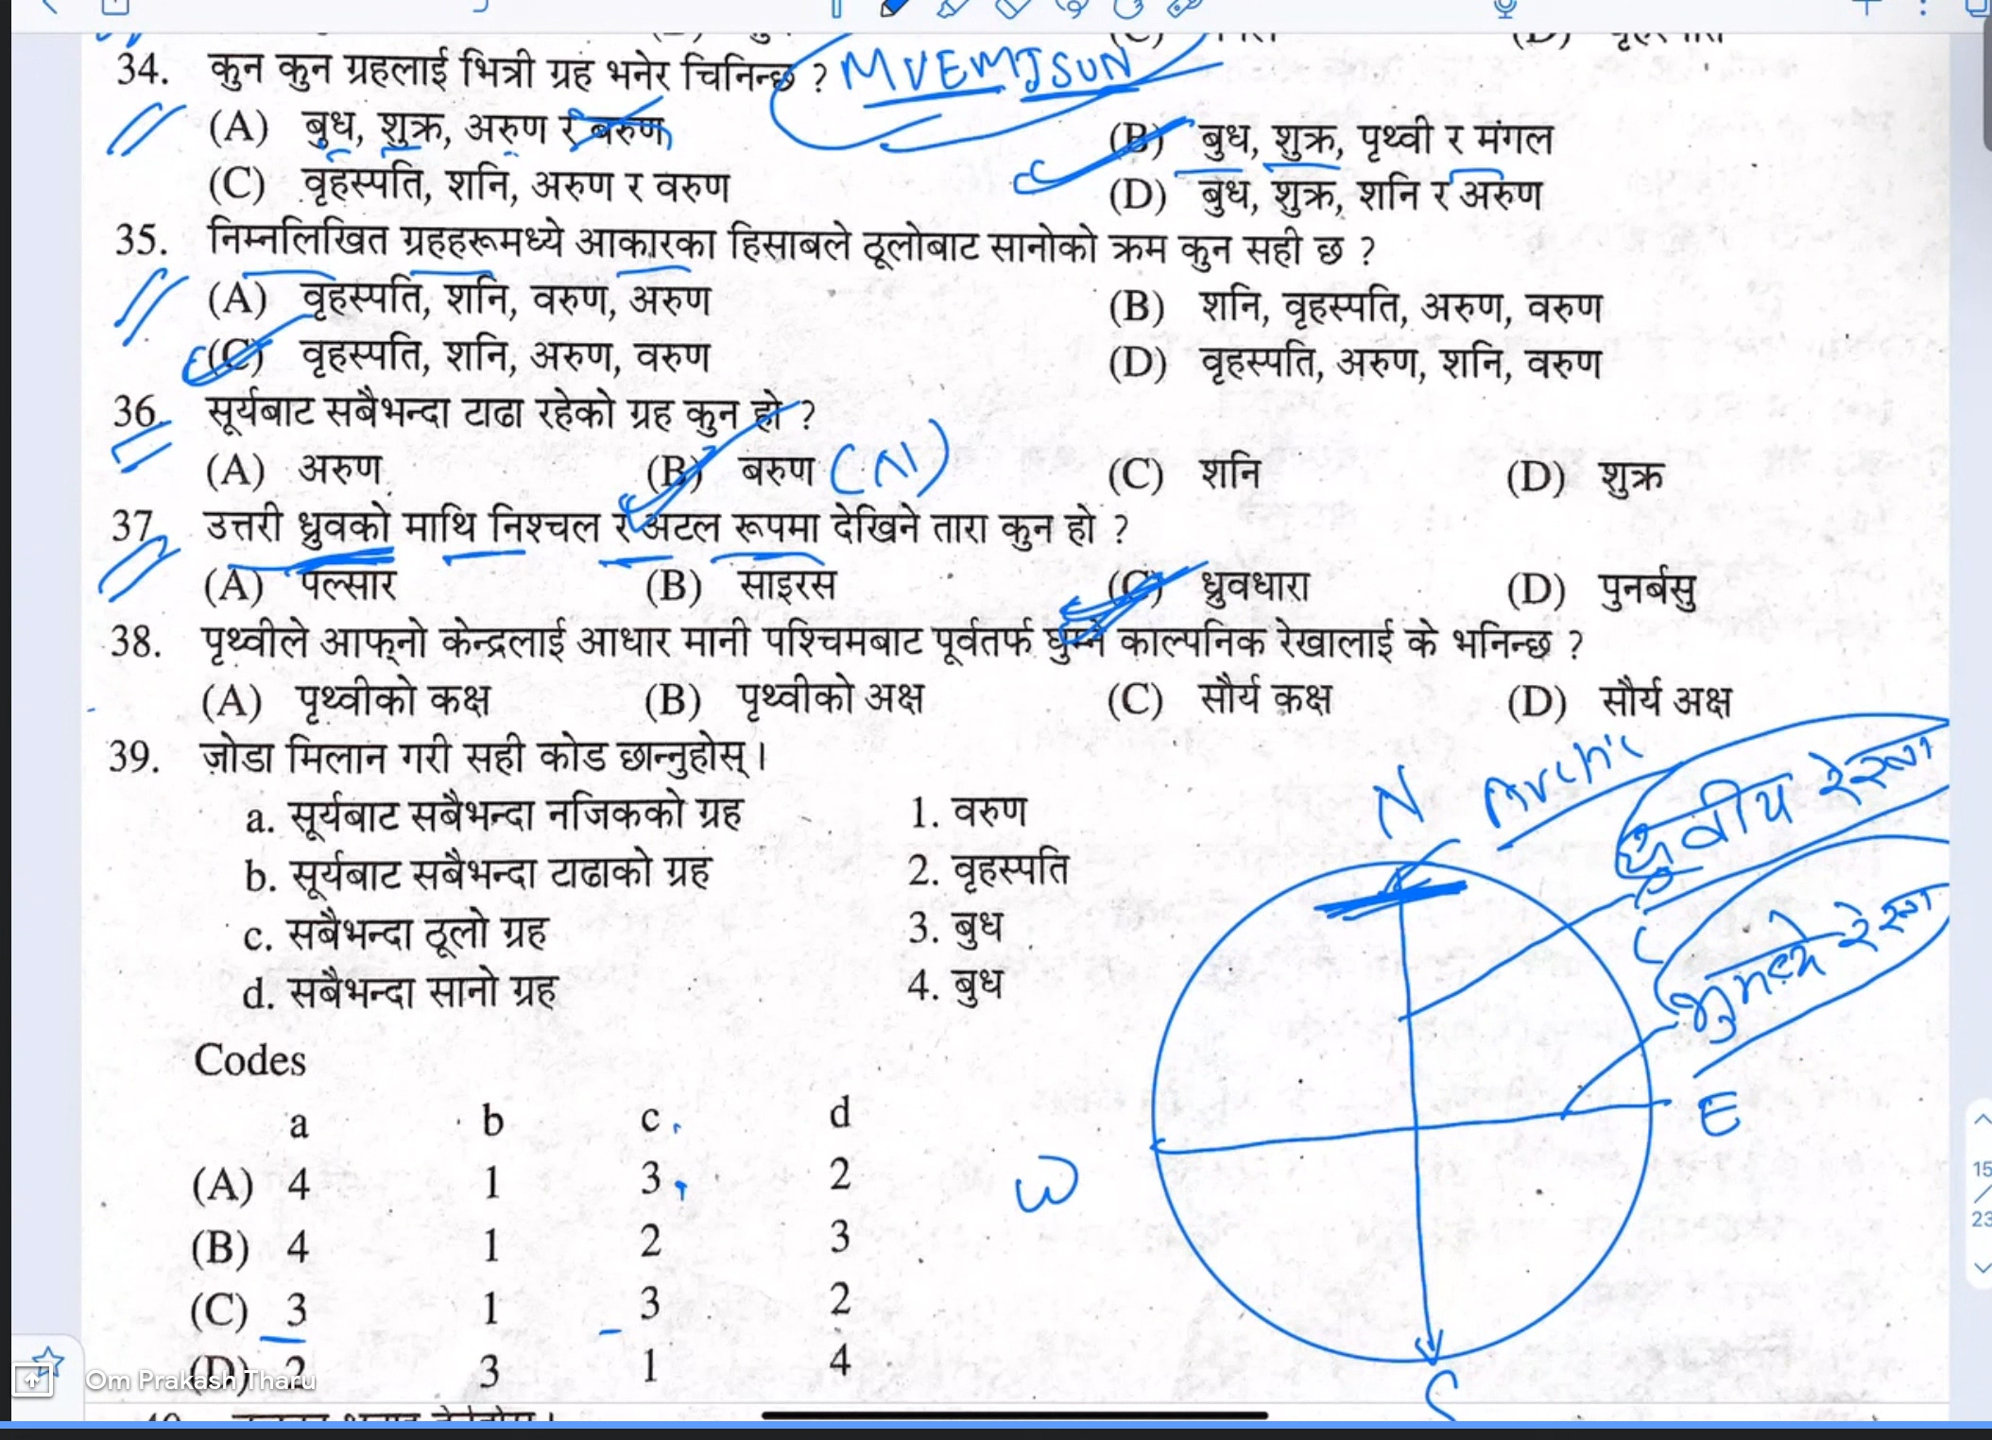 34. कुन कुन ग्रहलाई भित्री ग्रह भनेर चिनिन्छ ? MVEMJSUN
(A) बुध, शुक्र, अरुण र बरुण (B) बुध, शुक्र, पृथ्वी र मंगल
(C) वृहस्पति, शनि, अरुण र वरुण (D) बुध, शुक्र, शनि र अरुण
35. निम्नलिखित ग्रहहरूमध्ये आकारका हिसाबले ठूलोबाट सानोको क्रम कुन सही छ ?
(A) वृहस्पति, शनि, वरुण, अरुण (B) शनि, वृहस्पति, अरुण, वरुण
(C) वृहस्पति, शनि, अरुण, वरुण (D) वृहस्पति, अरुण, शनि, वरुण
36. सूर्यबाट सबैभन्दा टाढा रहेको ग्रह कुन हो ?
(A) अरुण (B) बरुण (C) शनि (D) शुक्र
37. उत्तरी ध्रुवको माथि निश्चल र अटल रूपमा देखिने तारा कुन हो ?
(A) पल्सार (B) साइरस (C) ध्रुवधारा (D) पुनर्बसु
38. पृथ्वीले आफ्नो केन्द्रलाई आधार मानी पश्चिमबाट पूर्वतर्फ घुम्ने काल्पनिक रेखालाई के भनिन्छ ?
(A) पृथ्वीको कक्ष (B) पृथ्वीको अक्ष (C) सौर्य कक्ष (D) सौर्य अक्ष
39. जोडा मिलान गरी सही कोड छान्नुहोस् ।
a. सूर्यबाट सबैभन्दा नजिकको ग्रह 1. वरुण
b. सूर्यबाट सबैभन्दा टाढाको ग्रह 2. वृहस्पति
c. सबैभन्दा ठूलो ग्रह 3. बुध
d. सबैभन्दा सानो ग्रह 4. बुध
N
ध्रुवीय रेखा
E
W
S
Codes
a b c d
(A) 4 1 3 2
(B) 4 1 2 3
(C) 3 1 3 2
(D) 2 3 1 4
Om Prakash Tharu
15
23